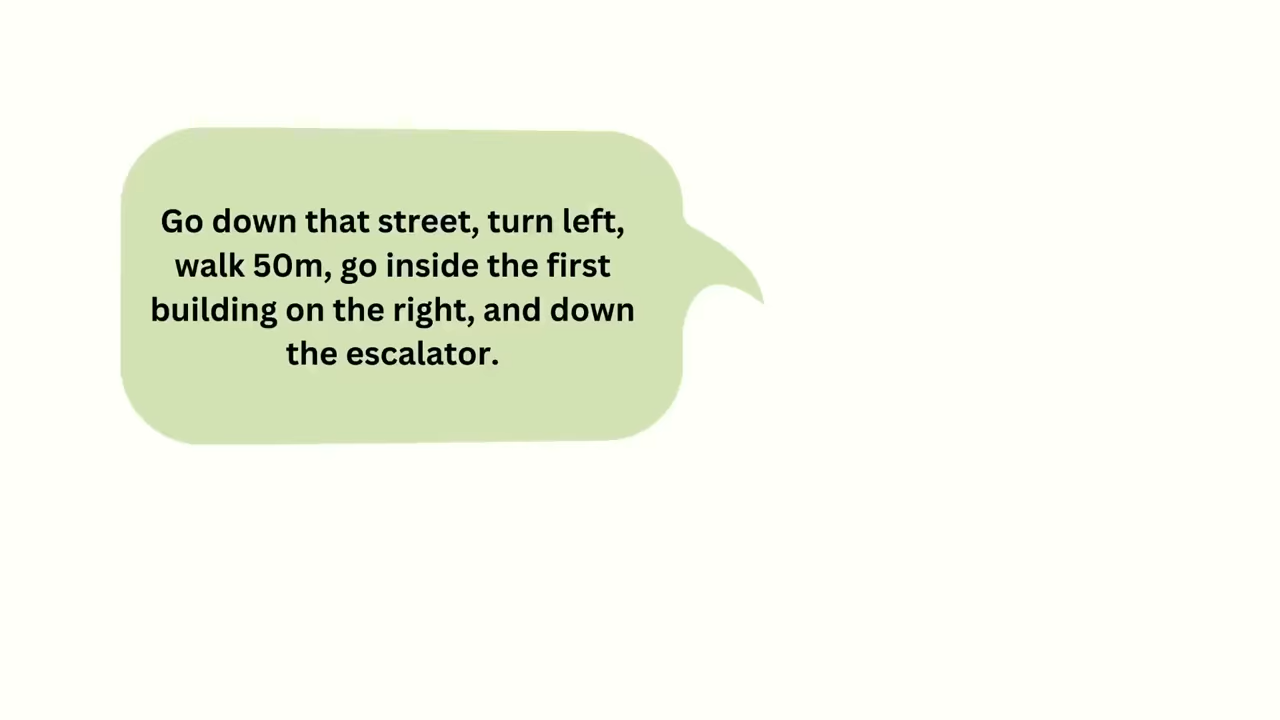 Go down that street, turn left,
walk 50m, go inside the first
building on the right, and down
the escalator.